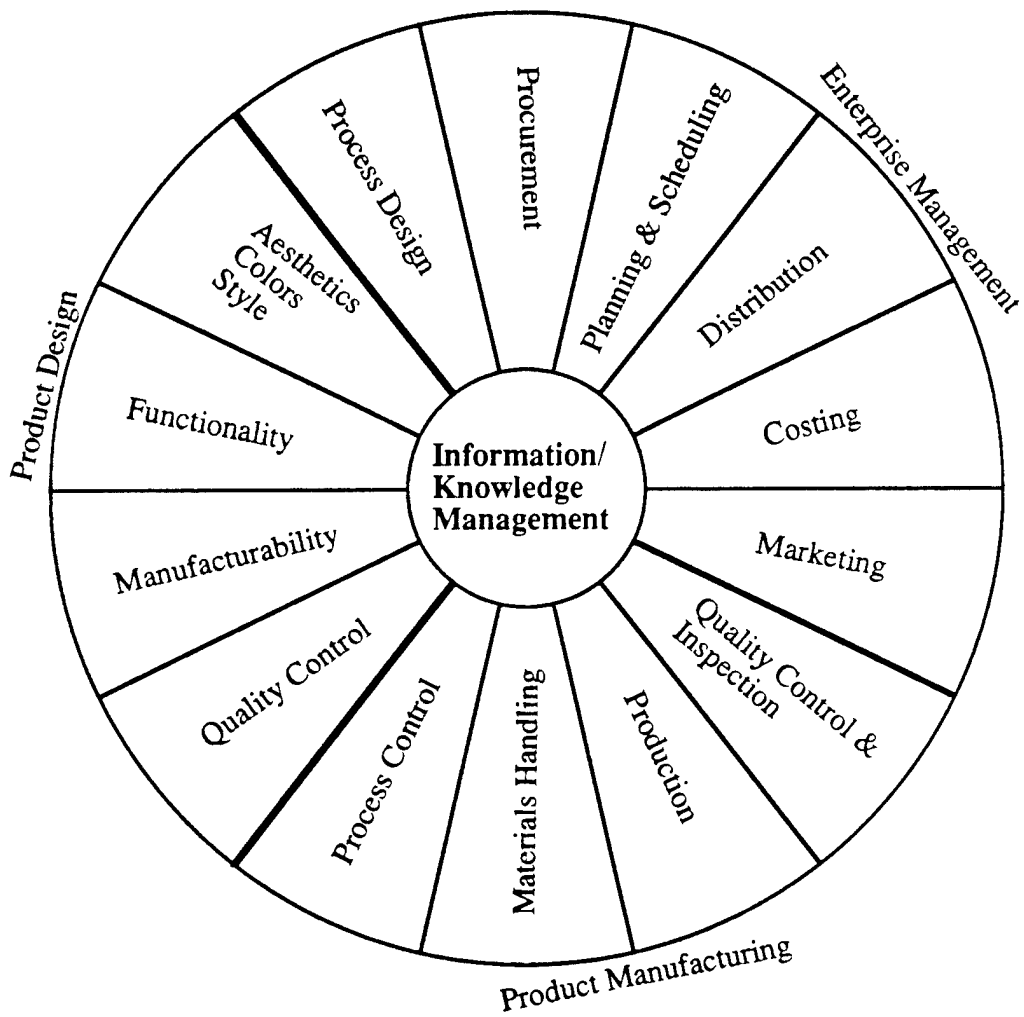 Enterprise Management
Product Design
Product Manufacturing
Information/
Knowledge
Management
Process Design
Procurement
Planning & Scheduling
Distribution
Costing
Marketing
Quality Control &
Inspection
Production
Materials Handling
Process Control
Quality Control
Manufacturability
Functionality
Aesthetics
Colors
Style